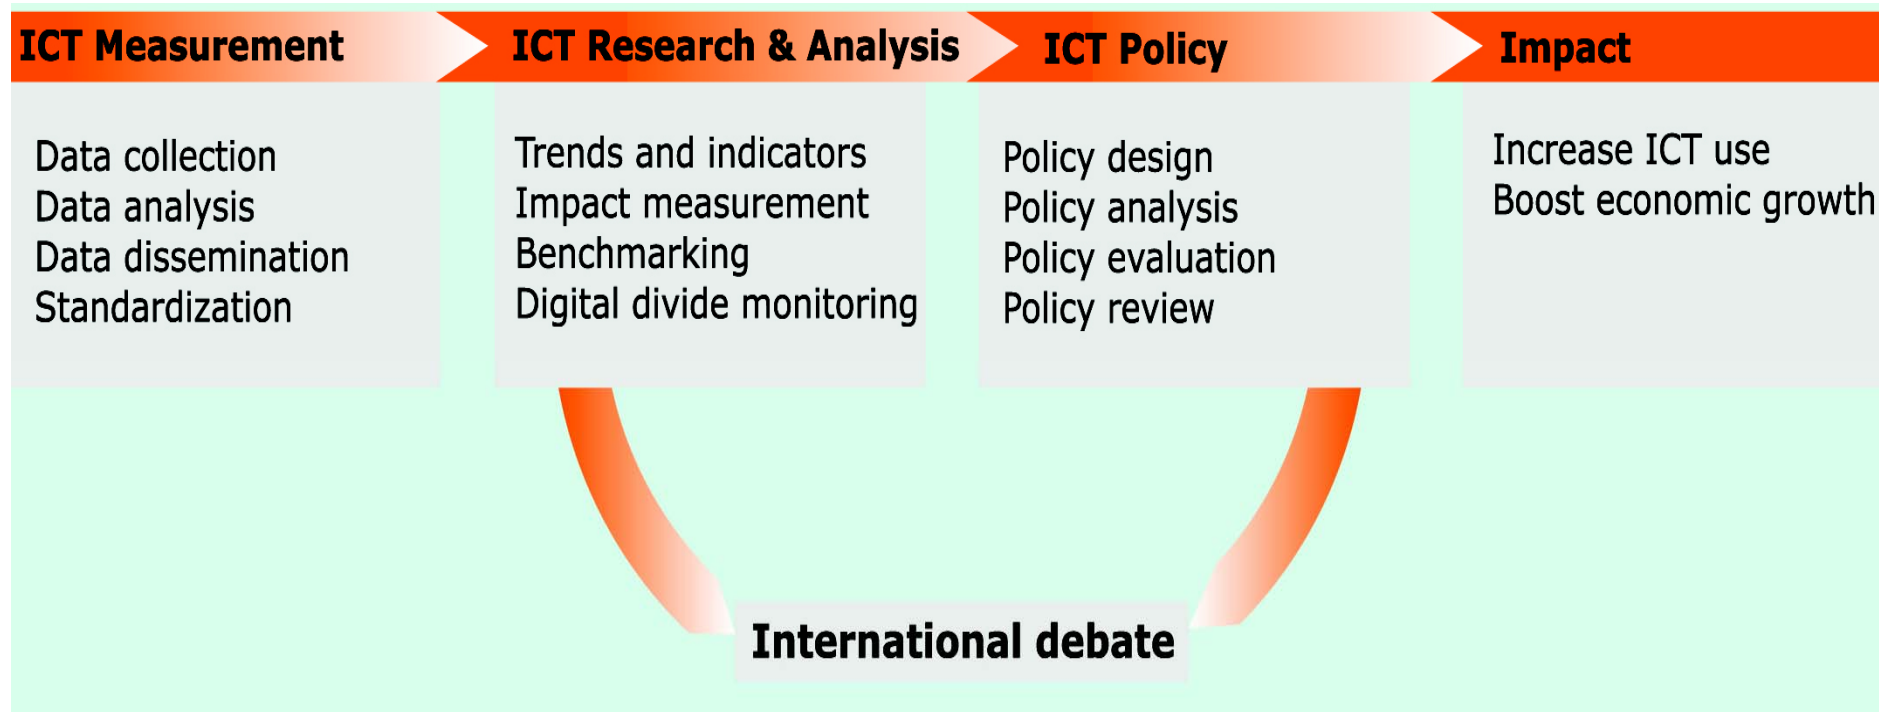 ICT Measurement
ICT Research & Analysis
ICT Policy
Impact
Data collection
Data analysis
Data dissemination
Standardization
Trends and indicators
Impact measurement
Benchmarking
Digital divide monitoring
Policy design
Policy analysis
Policy evaluation
Policy review
Increase ICT use
Boost economic growth
International debate